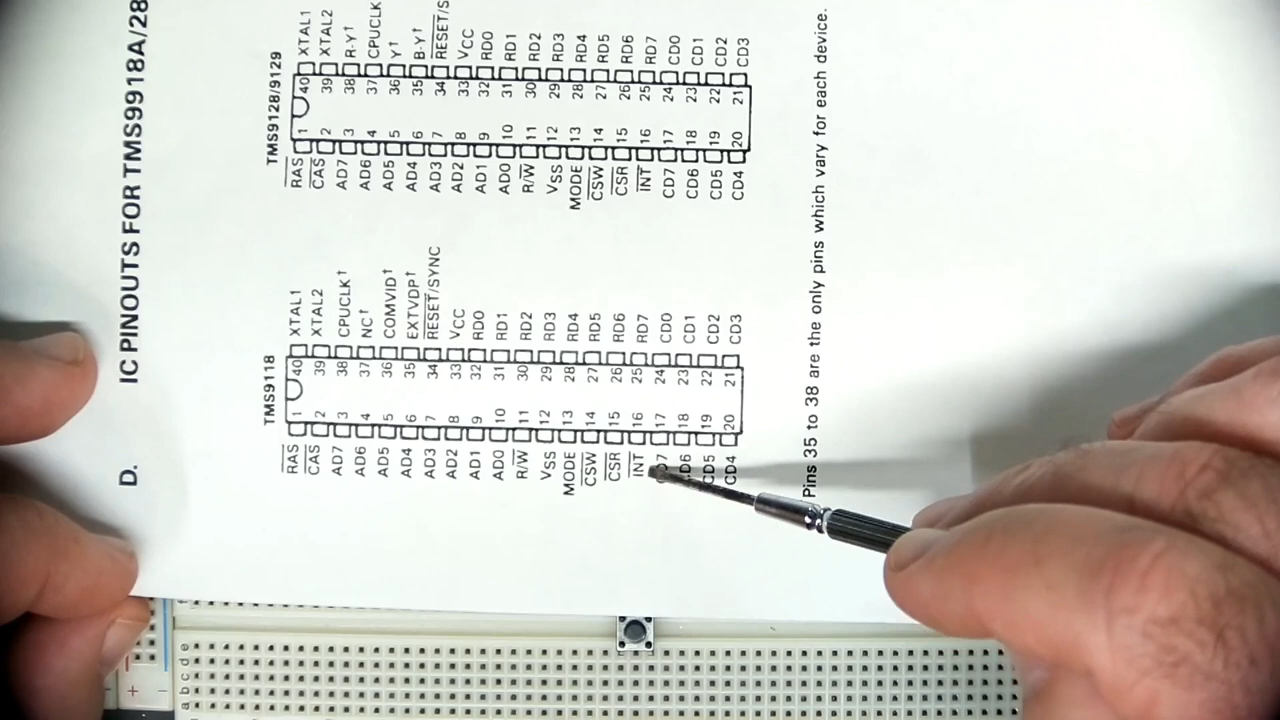 D. IC PINOUTS FOR TMS9918A/28
TMS9118
RAS 1 40 XTAL1
CAS 2 39 XTAL2
AD7 3 38 CPUCLK†
AD6 4 37 NC†
AD5 5 36 COMVID†
AD4 6 35 EXTVDP†
AD3 7 34 RESET/SYNC
AD2 8 33 VCC
AD1 9 32 RD0
AD0 10 31 RD1
R/W 11 30 RD2
VSS 12 29 RD3
MODE 13 28 RD4
CSW 14 27 RD5
CSR 15 26 RD6
INT 16 25 RD7
D7 17 24 CD0
D6 18 23 CD1
CD5 19 22 CD2
CD4 20 21 CD3
TMS9128/9129
RAS 1 40 XTAL1
CAS 2 39 XTAL2
AD7 3 38 R-Y†
AD6 4 37 CPUCLK
AD5 5 36 Y†
AD4 6 35 B-Y†
AD3 7 34 RESET/S
AD2 8 33 VCC
AD1 9 32 RD0
AD0 10 31 RD1
R/W 11 30 RD2
VSS 12 29 RD3
MODE 13 28 RD4
CSW 14 27 RD5
CSR 15 26 RD6
INT 16 25 RD7
CD7 17 24 CD0
CD6 18 23 CD1
CD5 19 22 CD2
CD4 20 21 CD3
Pins 35 to 38 are the only pins which vary for each device.
a b c d e